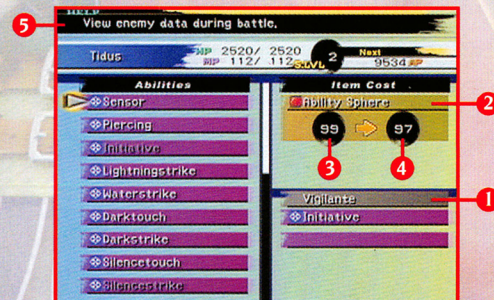 HELP
View enemy data during battle.
5
Tidus
HP 2520/ 2520
MP 112/ 112
S.LVL 2
Next
9534 AP
Abilities
Sensor
Piercing
Initiative
Lightningstrike
Waterstrike
Darktouch
Darkstrike
Silencetouch
Silencestrike
Item Cost
Ability Sphere
2
99
97
3
4
Vigilante
1
Initiative